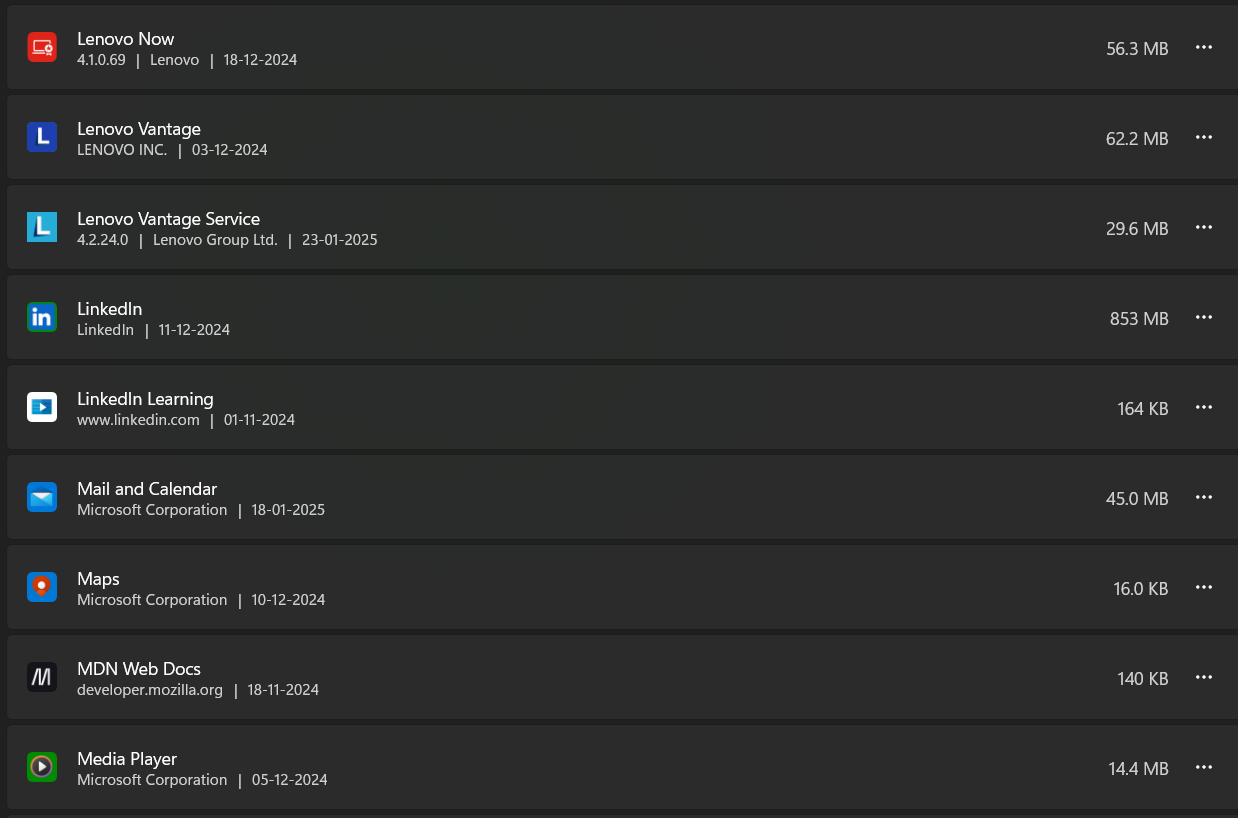 Lenovo Now
4.1.0.69 | Lenovo | 18-12-2024
56.3 MB
L
Lenovo Vantage
LENOVO INC. | 03-12-2024
62.2 MB
L
Lenovo Vantage Service
4.2.24.0 | Lenovo Group Ltd. | 23-01-2025
29.6 MB
in
LinkedIn
LinkedIn | 11-12-2024
853 MB
LinkedIn Learning
www.linkedin.com | 01-11-2024
164 KB
Mail and Calendar
Microsoft Corporation | 18-01-2025
45.0 MB
Maps
Microsoft Corporation | 10-12-2024
16.0 KB
M
MDN Web Docs
developer.mozilla.org | 18-11-2024
140 KB
Media Player
Microsoft Corporation | 05-12-2024
14.4 MB